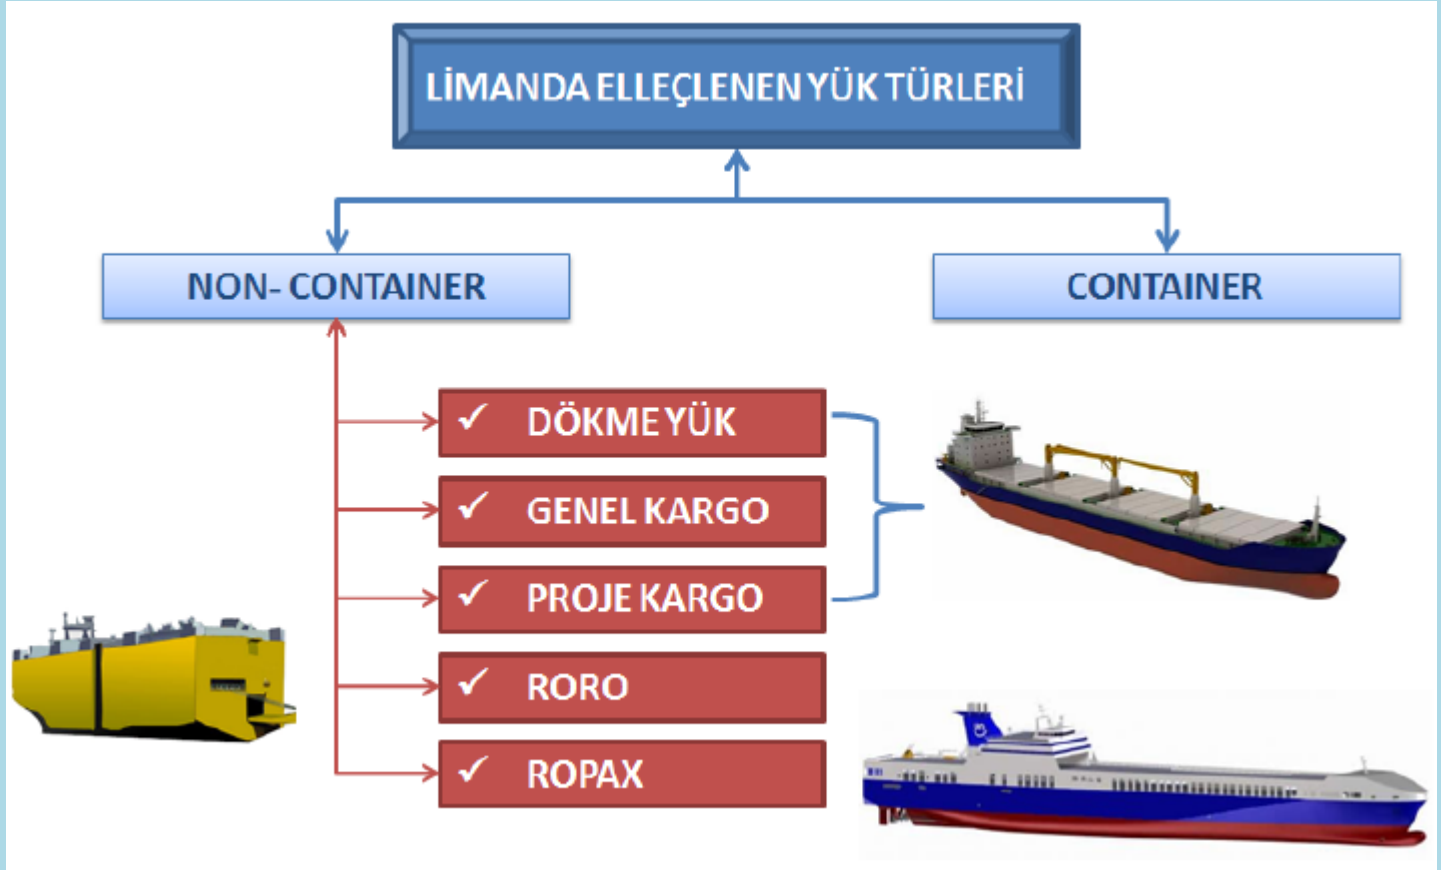 LİMANDA ELLEÇLENEN YÜK TÜRLERİ
NON- CONTAINER
CONTAINER
✓ DÖKME YÜK
✓ GENEL KARGO
✓ PROJE KARGO
✓ RORO
✓ ROPAX